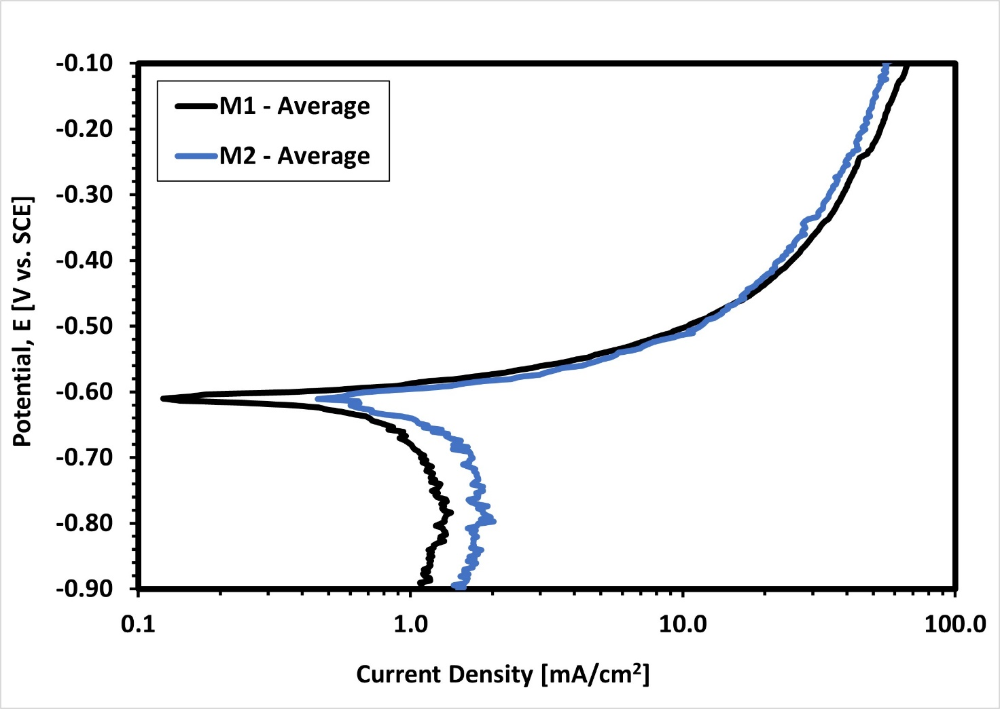 -0.10
M1 - Average
-0.20
M2 - Average
-0.30
-0.40
-0.50
-0.60
-0.70
-0.80
-0.90
Potential, E [V vs. SCE]
0.1 1.0 10.0 100.0
Current Density [mA/cm²]